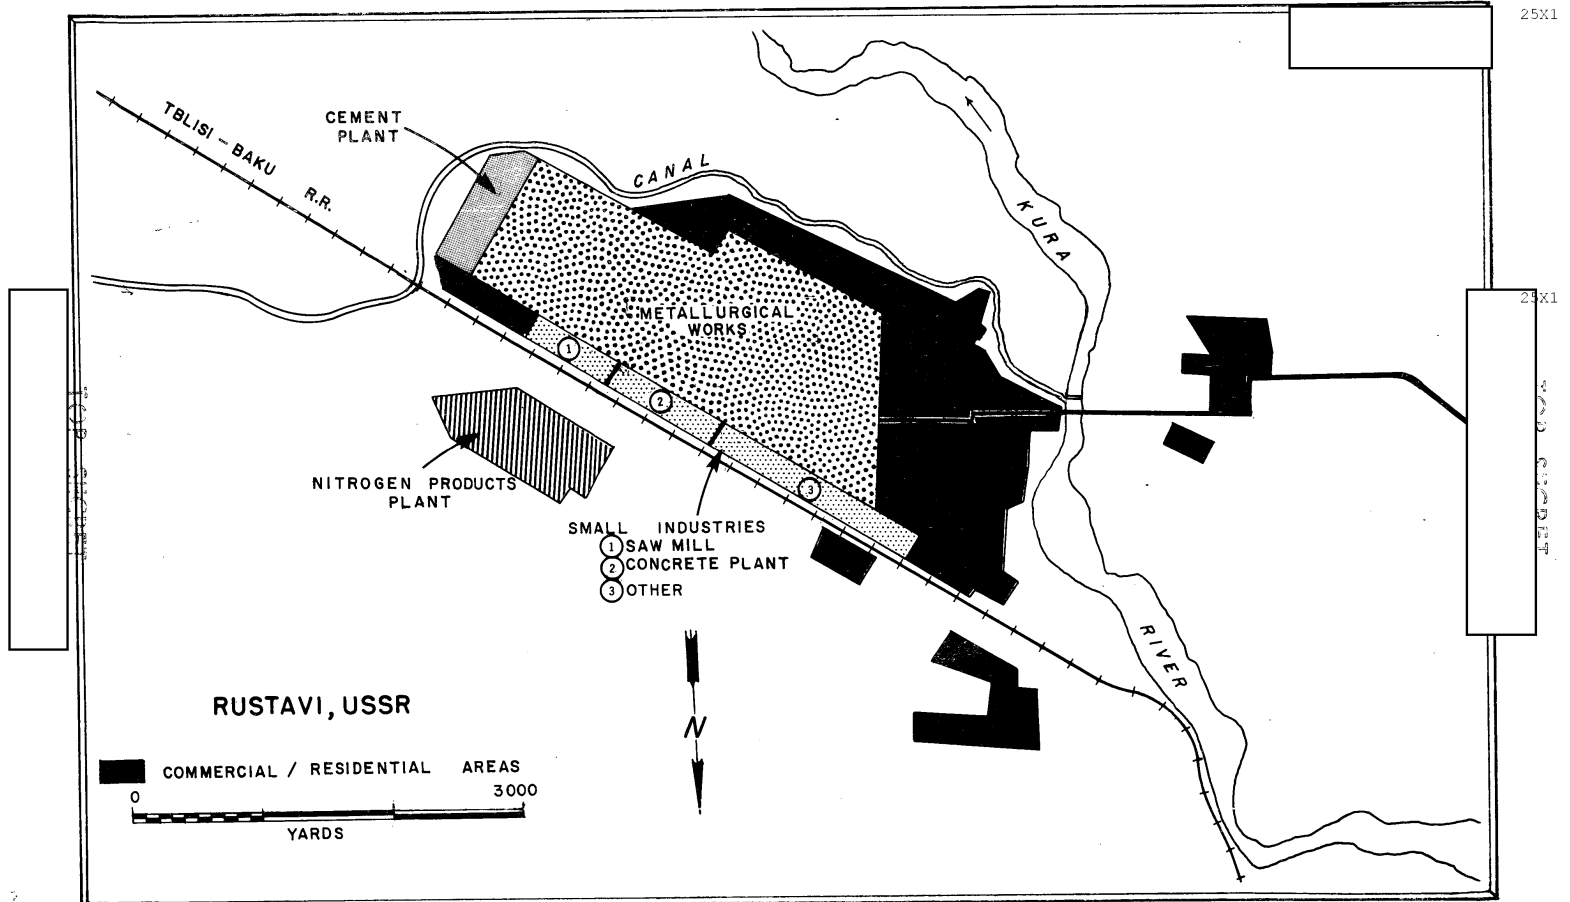 25X1
TBLISI - BAKU R.R.
CEMENT
PLANT
CANAL
KURA
25X1
METALLURGICAL
WORKS
1
2
3
NITROGEN PRODUCTS
PLANT
SMALL INDUSTRIES
1 SAW MILL
2 CONCRETE PLANT
3 OTHER
RIVER
N
RUSTAVI, USSR
COMMERCIAL / RESIDENTIAL AREAS
0 3000
YARDS